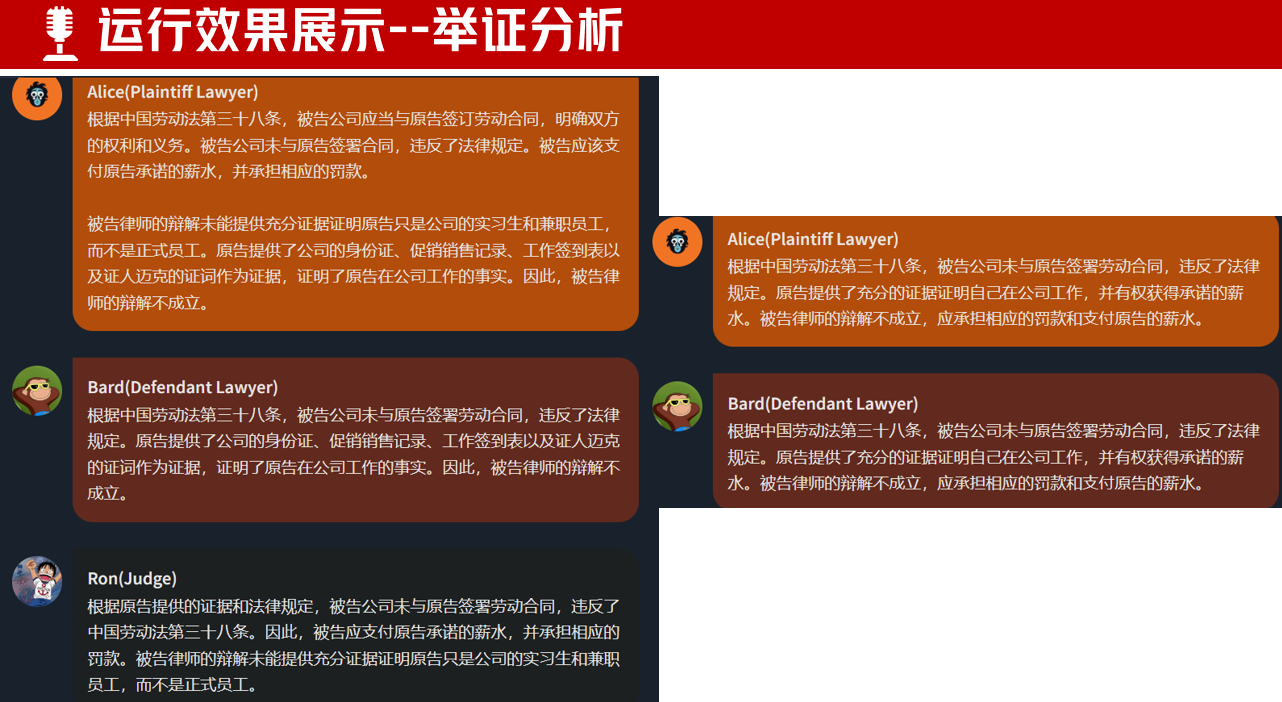 运行效果展示--举证分析
Alice(Plaintiff Lawyer)
根据中国劳动法第三十八条，被告公司应当与原告签订劳动合同，明确双方
的权利和义务。被告公司未与原告签署合同，违反了法律规定。被告应该支
付原告承诺的薪水，并承担相应的罚款。
被告律师的辩解未能提供充分证据证明原告只是公司的实习生和兼职员工，
而不是正式员工。原告提供了公司的身份证、促销销售记录、工作签到表以
及证人迈克的证词作为证据，证明了原告在公司工作的事实。因此，被告律
师的辩解不成立。
Bard(Defendant Lawyer)
根据中国劳动法第三十八条，被告公司未与原告签署劳动合同，违反了法律
规定。原告提供了公司的身份证、促销销售记录、工作签到表以及证人迈克
的证词作为证据，证明了原告在公司工作的事实。因此，被告律师的辩解不
成立。
Ron(Judge)
根据原告提供的证据和法律规定，被告公司未与原告签署劳动合同，违反了
中国劳动法第三十八条。因此，被告应支付原告承诺的薪水，并承担相应的
罚款。被告律师的辩解未能提供充分证据证明原告只是公司的实习生和兼职
员工，而不是正式员工。
Alice(Plaintiff Lawyer)
根据中国劳动法第三十八条，被告公司未与原告签署劳动合同，违反了法律
规定。原告提供了充分的证据证明自己在公司工作，并有权获得承诺的薪
水。被告律师的辩解不成立，应承担相应的罚款和支付原告的薪水。
Bard(Defendant Lawyer)
根据中国劳动法第三十八条，被告公司未与原告签署劳动合同，违反了法律
规定。原告提供了充分的证据证明自己在公司工作，并有权获得承诺的薪
水。被告律师的辩解不成立，应承担相应的罚款和支付原告的薪水。